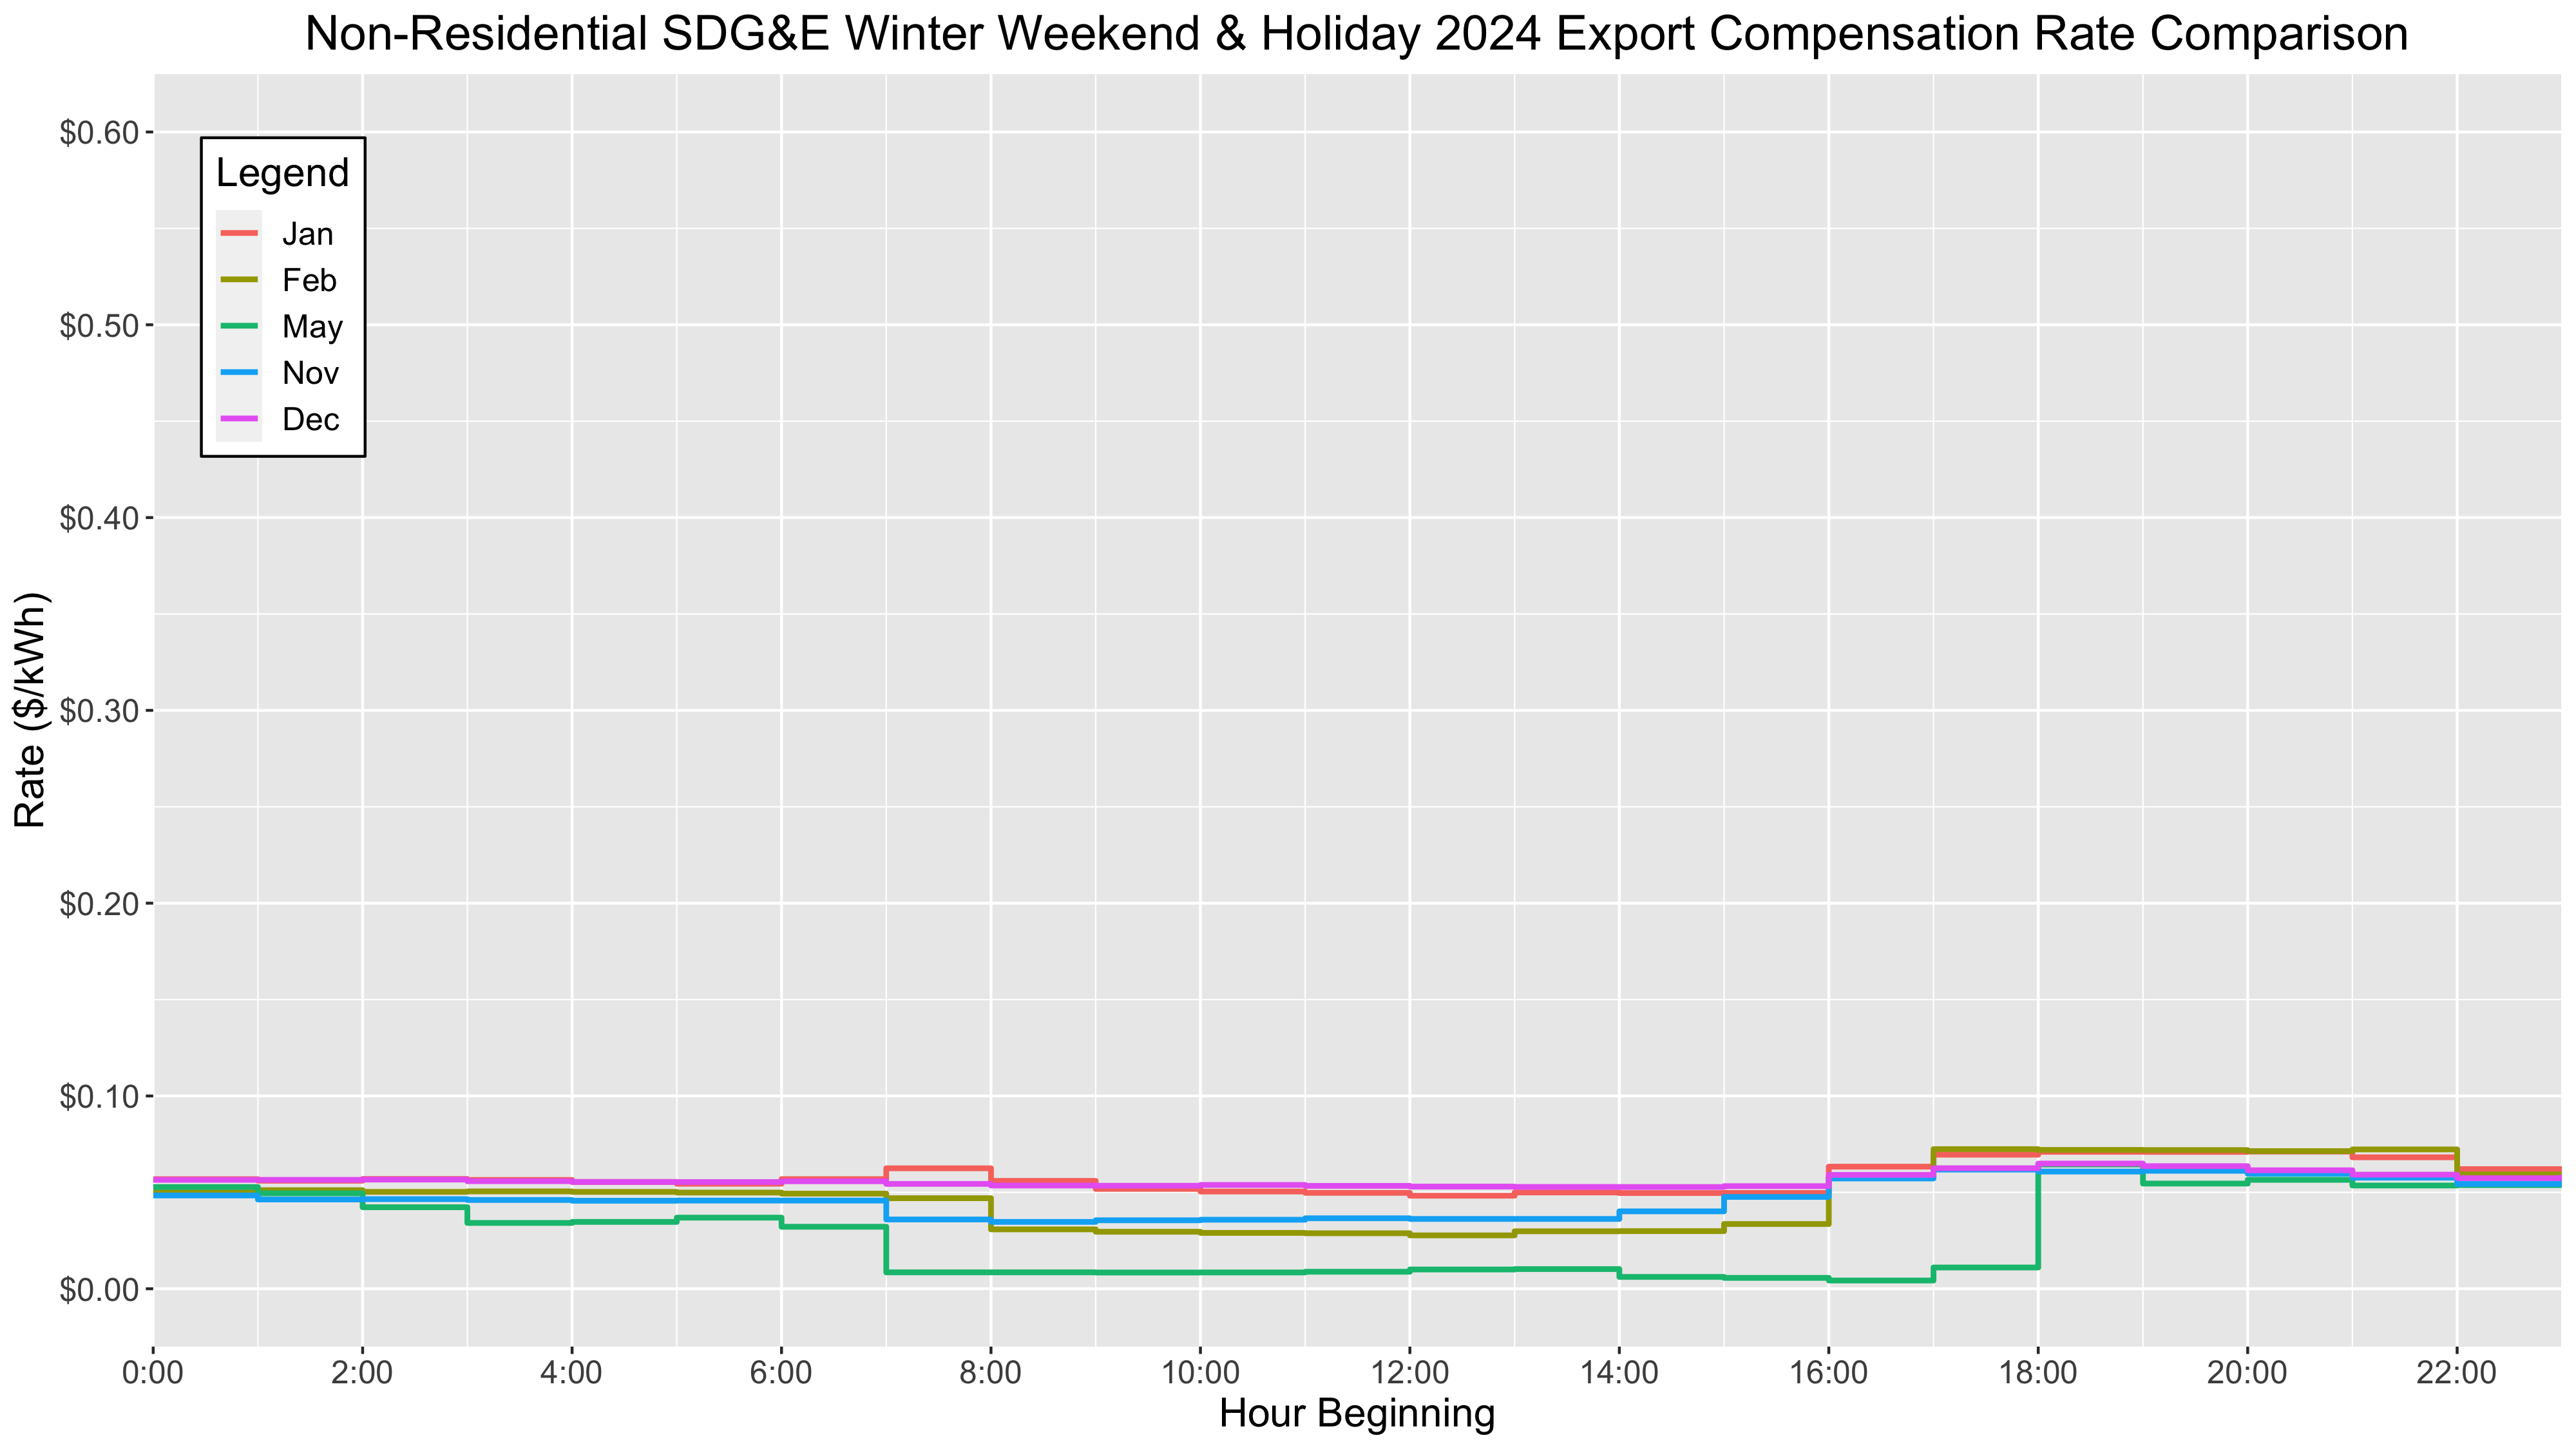 Non-Residential SDG&E Winter Weekend & Holiday 2024 Export Compensation Rate Comparison
Legend
Jan
Feb
May
Nov
Dec
Rate ($/kWh)
$0.60
$0.50
$0.40
$0.30
$0.20
$0.10
$0.00
0:00 2:00 4:00 6:00 8:00 10:00 12:00 14:00 16:00 18:00 20:00 22:00
Hour Beginning